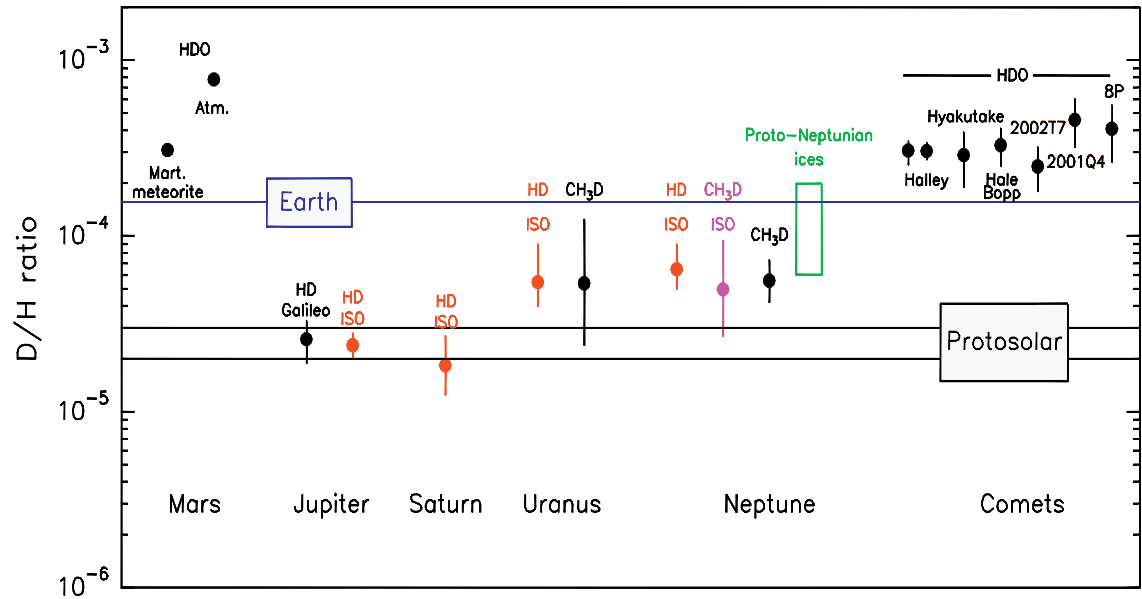 D/H ratio
10⁻³
10⁻⁴
10⁻⁵
10⁻⁶
HDO
Atm.
Mart.
meteorite
Earth
HD
Galileo
HD
ISO
HD
ISO
HD
ISO
CH₃D
HD
ISO
CH₃D
ISO
CH₃D
Proto-Neptunian
ices
HDO
8P
Hyakutake
2002T7
2001Q4
Halley
Hale
Bopp
Protosolar
Mars
Jupiter
Saturn
Uranus
Neptune
Comets